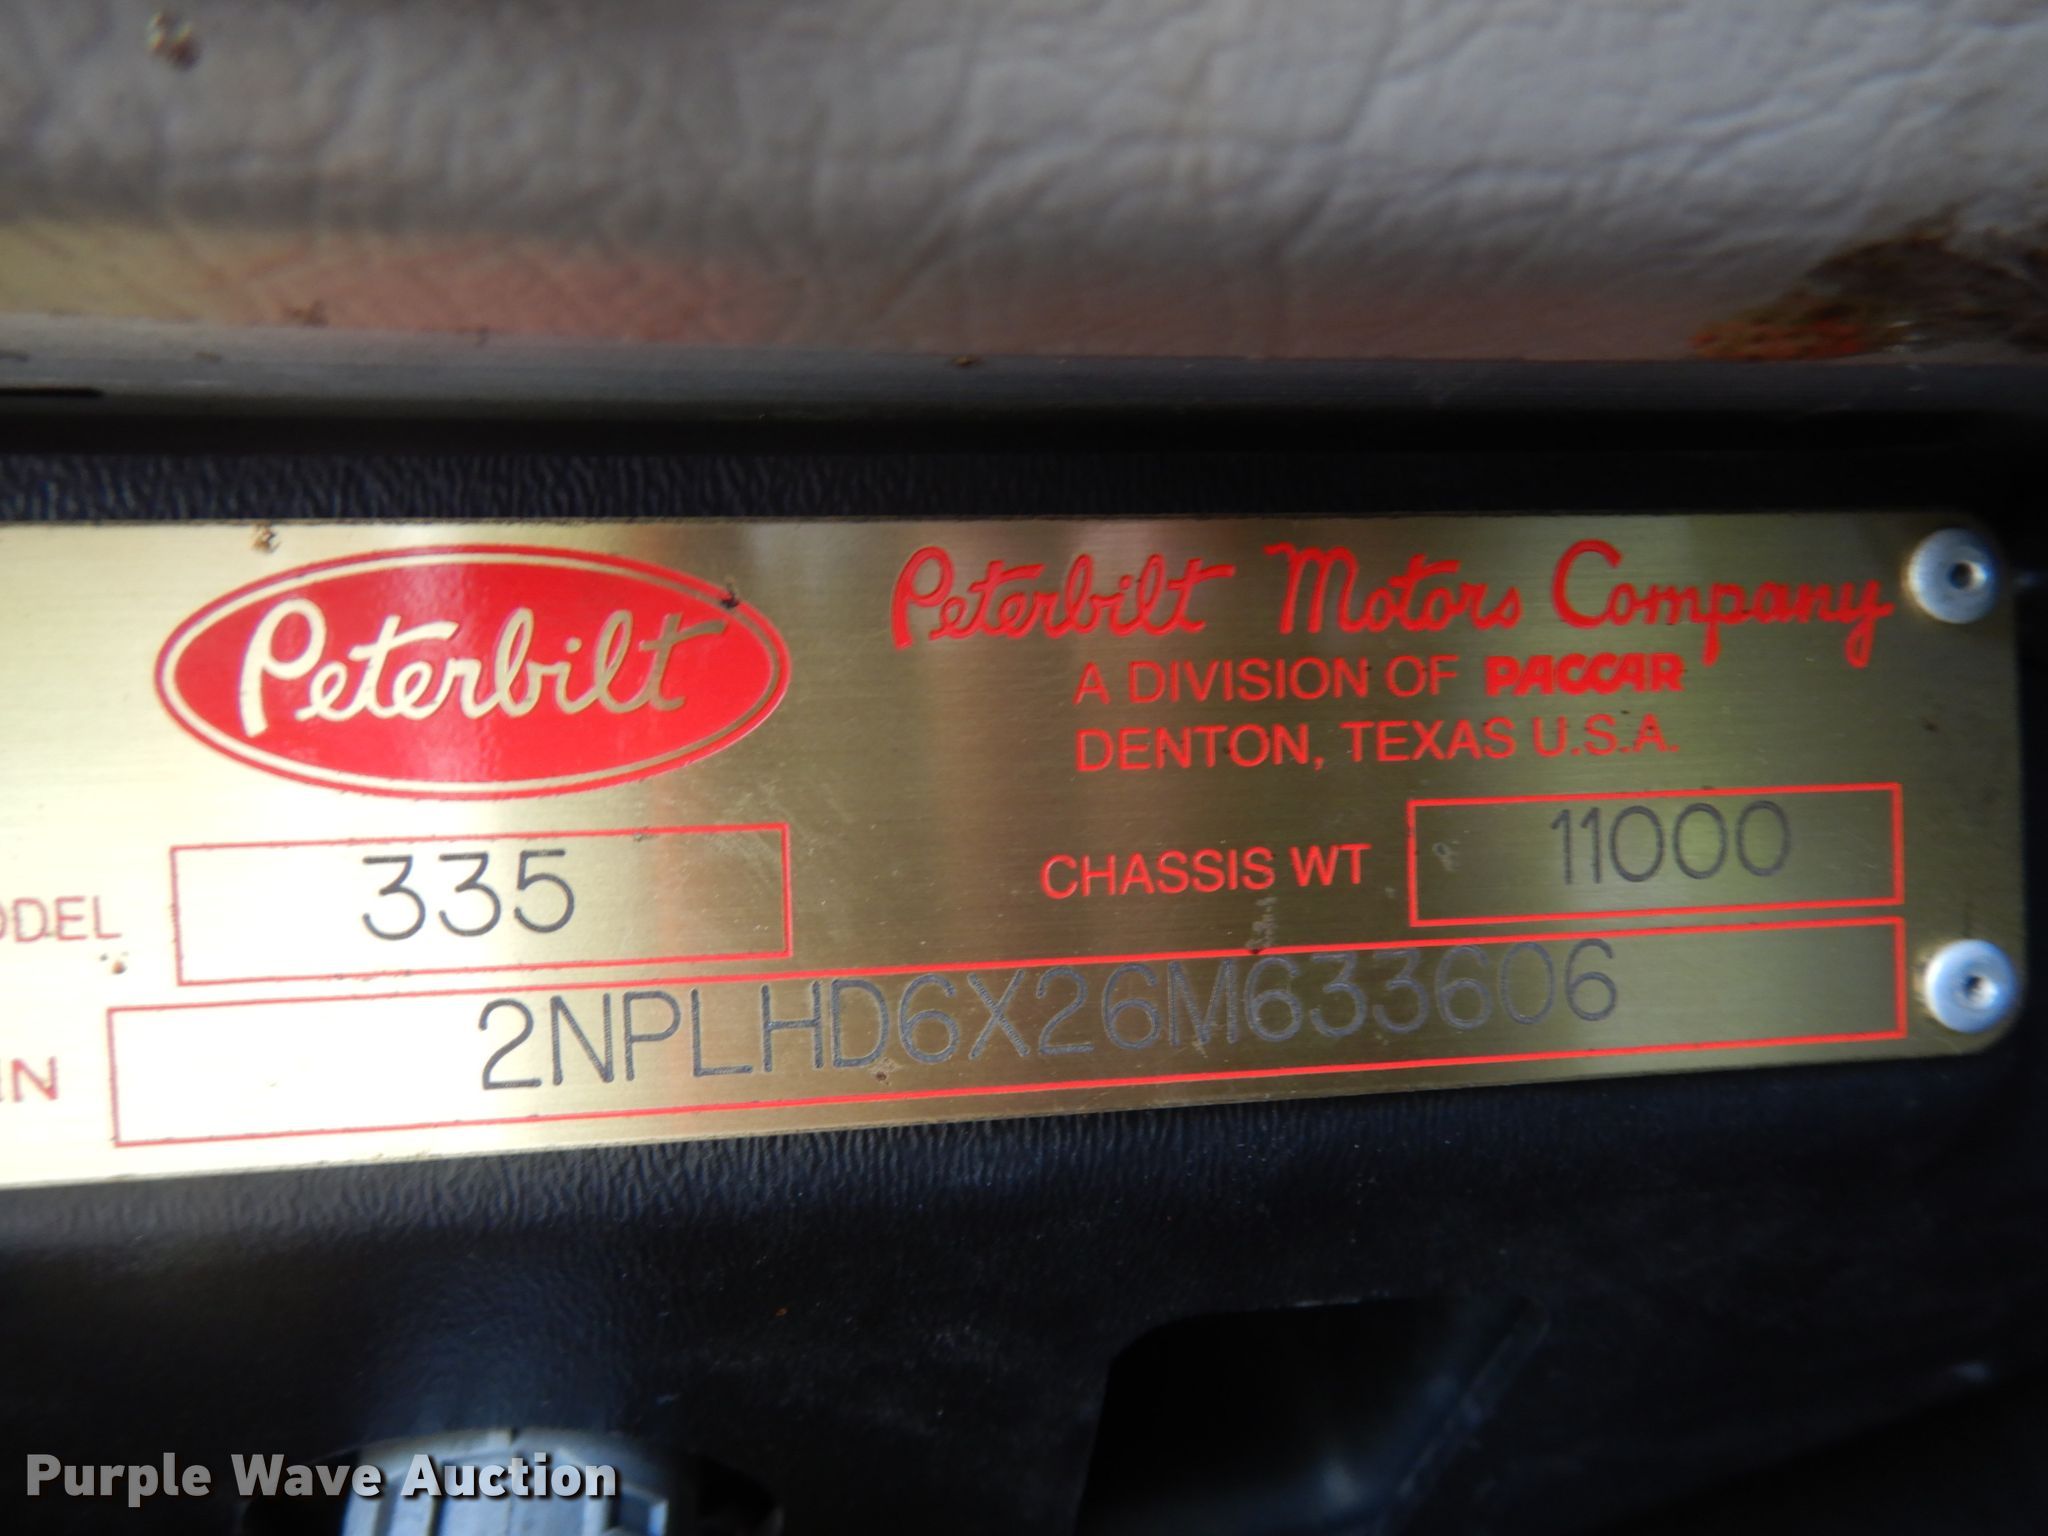 Peterbilt
Peterbilt Motors Company
A DIVISION OF PACCAR
DENTON, TEXAS U.S.A.
ODEL 335
CHASSIS WT 11000
IN 2NPLHD6X26M633606
Purple Wave Auction